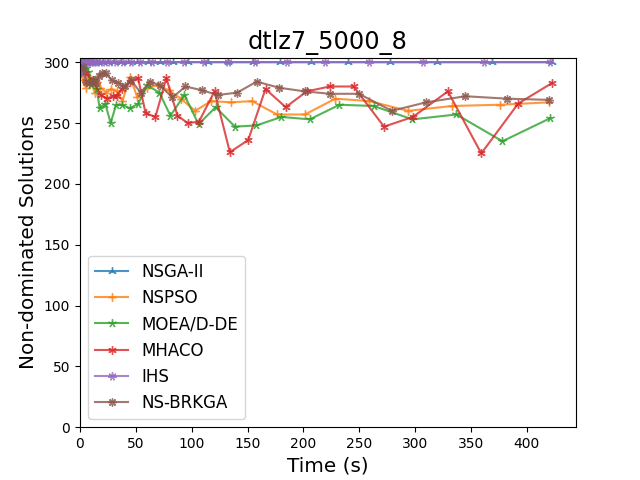 dtlz7_5000_8
Non-dominated Solutions
300
250
200
150
100
50
0
NSGA-II
NSPSO
MOEA/D-DE
MHACO
IHS
NS-BRKGA
0 50 100 150 200 250 300 350 400
Time (s)